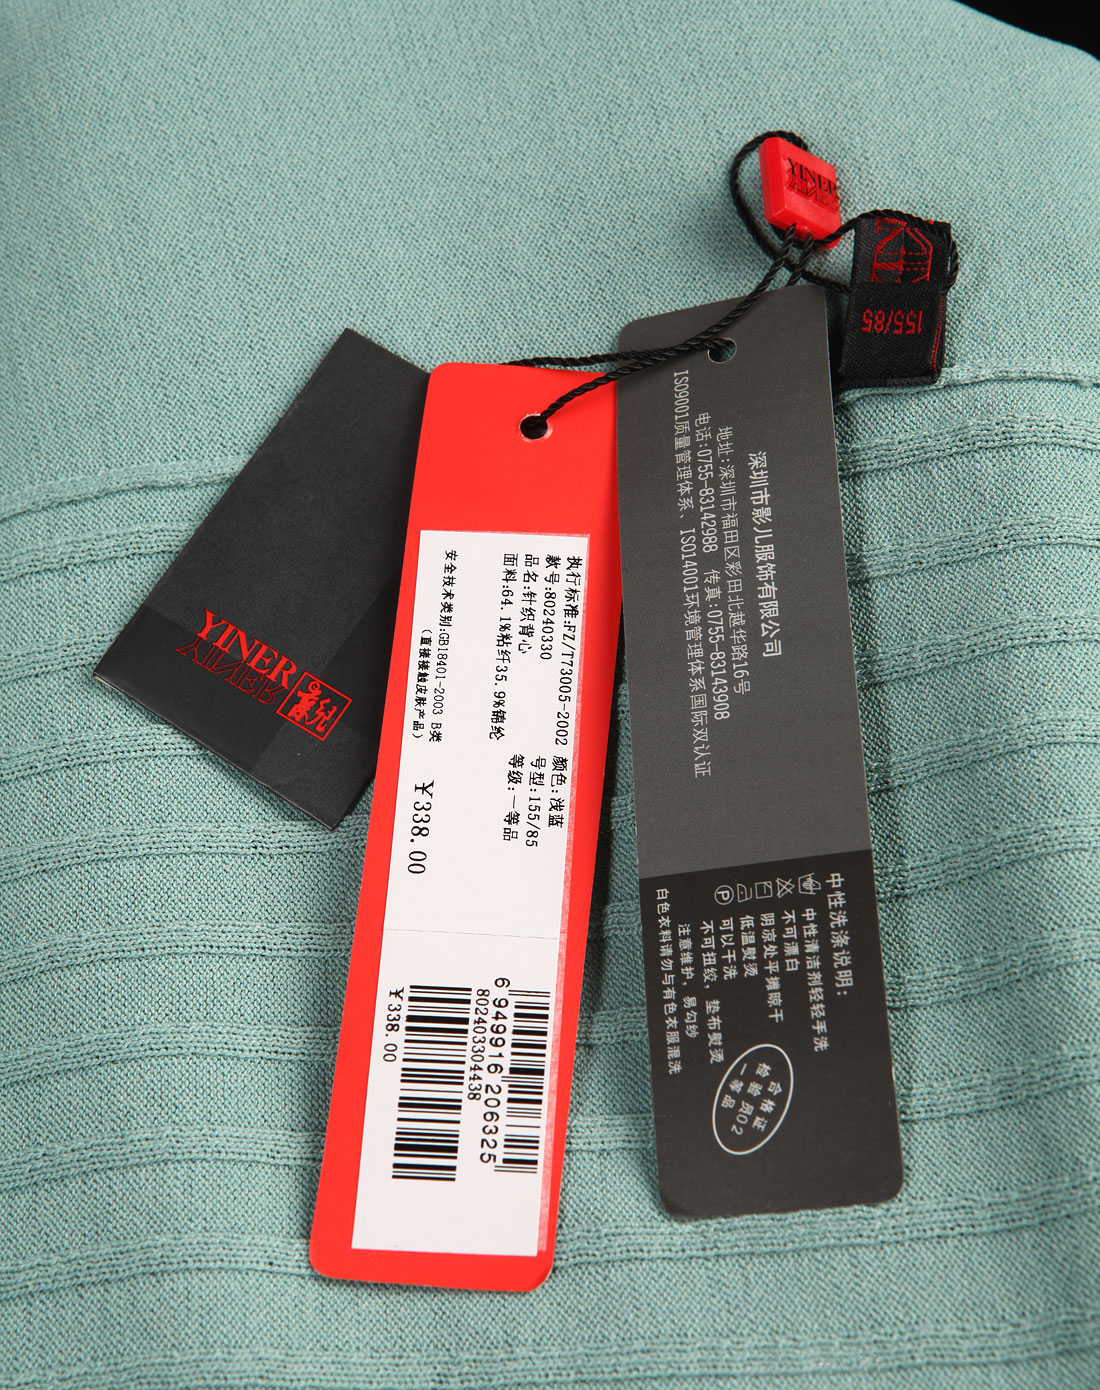 YINER
YINER
155/85
YINER
YINER
影兒
执行标准:FZ/T73005-2002 颜色:浅蓝
款号:80240330 号型:155/85
品名:针织背心 等级:一等品
面料:64.1%粘纤35.9%锦纶
安全技术类别:GB18401-2003 B类
(直接接触皮肤产品)
¥338.00
6 949916 206325
802403304438
¥338.00
深圳市影儿服饰有限公司
地址:深圳市福田区彩田北越华路16号
电话:0755-83142988 传真:0755-83143908
ISO9001质量管理体系、ISO14001环境管理体系国际双认证
中性洗涤说明:
中性清洁剂轻轻手洗
不可漂白
阴凉处平摊晾干
低温熨烫
P 可以干洗
不可扭绞, 垫布熨烫
注意维护, 易勾纱
白色衣料请勿与有色衣服混洗
合格证
检验员02
一等品